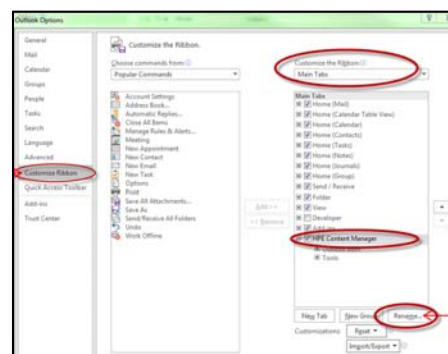 Outlook Options
General
Mail
Calendar
Groups
People
Tasks
Search
Language
Advanced
Customize Ribbon
Quick Access Toolbar
Add-ins
Trust Center
Customize the Ribbon.
Choose commands from:
Popular Commands
Account Settings
Address Book...
Automatic Replies...
Close All Items
Manage Rules & Alerts...
Meeting
New Appointment
New Contact
New Email
New Task
Options
Print
Save All Attachments...
Save As
Send/Receive All Folders
Undo
Work Offline
Add >>
<< Remove
Customize the Ribbon:
Main Tabs
Main Tabs
Home (Mail)
Home (Calendar Table View)
Home (Calendar)
Home (Contacts)
Home (Tasks)
Home (Notes)
Home (Journals)
Home (Group)
Send / Receive
Folder
View
Developer
Add-ins
HPE Content Manager
Tools
New Tab
New Group
Rename...
Customizations:
Reset
Import/Export